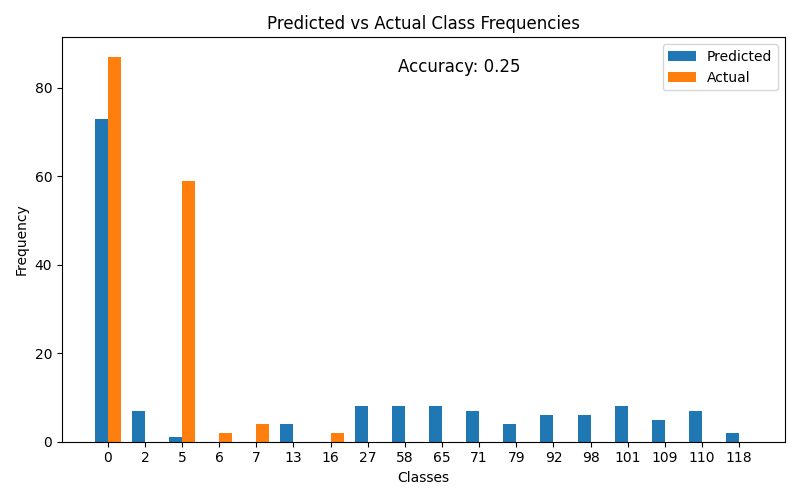 Predicted vs Actual Class Frequencies
Accuracy: 0.25
Predicted
Actual
Frequency
80
60
40
20
0
0 2 5 6 7 13 16 27 58 65 71 79 92 98 101 109 110 118
Classes